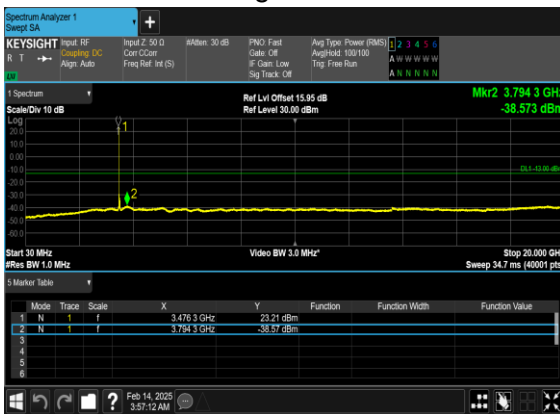 Spectrum Analyzer 1
Swept SA
KEYSIGHT
R T
LV
Input: RF
Coupling: DC
Align: Auto
Input Z: 50 Ω
Corr CCorr
Freq Ref: Int (S)
#Atten: 30 dB
PNO: Fast
Gate: Off
IF Gain: Low
Sig Track: Off
Avg Type: Power (RMS)
Avg|Hold: 100/100
Trig: Free Run
1 2 3 4 5 6
A W W W W W
A N N N N N
1 Spectrum
Scale/Div 10 dB
Ref Lvl Offset 15.95 dB
Ref Level 30.00 dBm
Mkr2 3.794 3 GHz
-38.573 dBm
Log
20.0
10.0
0.00
-10.0
-20.0
-30.0
-40.0
-50.0
-60.0
1
2
DL1 -13.00 dBm
Start 30 MHz
#Res BW 1.0 MHz
Video BW 3.0 MHz*
Stop 20.000 GHz
Sweep 34.7 ms (40001 pts)
5 Marker Table
Mode Trace Scale X Y Function Function Width Function Value
1 N 1 f 3.476 3 GHz 23.21 dBm
2 N 1 f 3.794 3 GHz -38.57 dBm
3
4
5
6
?
Feb 14, 2025
3:57:12 AM